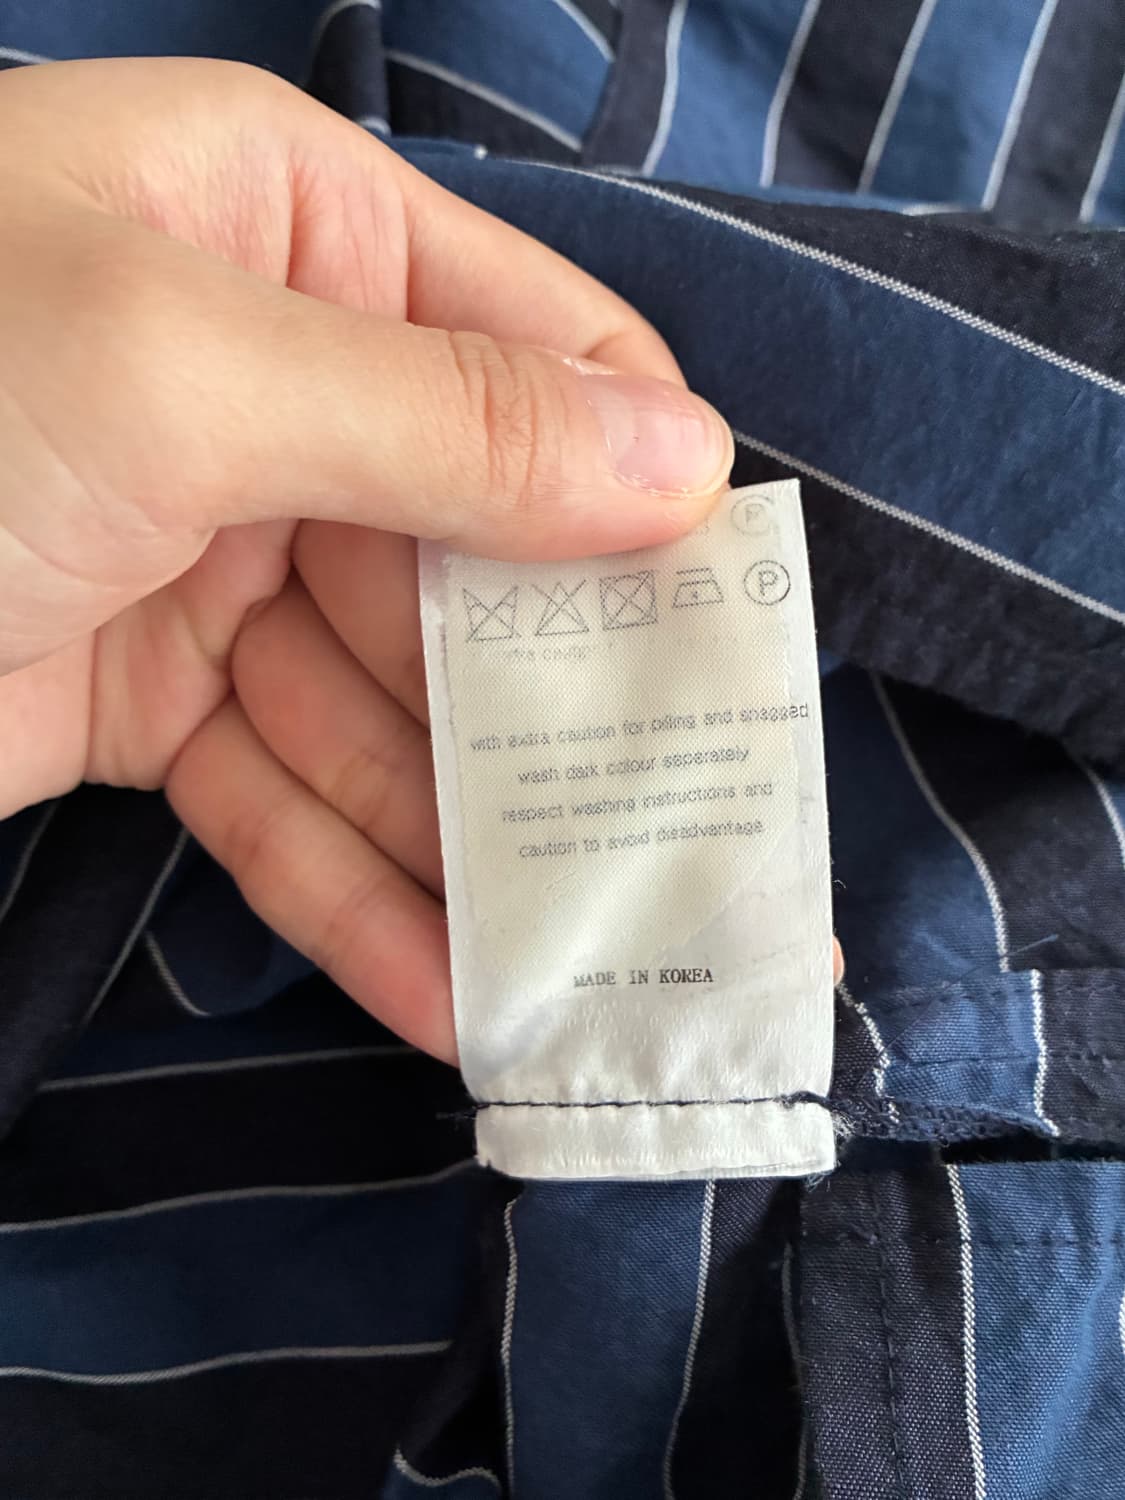 P
P
with extra caution for pilling and snagged
wash dark colour seperately
respect washing instructions and
caution to avoid disadvantage
MADE IN KOREA